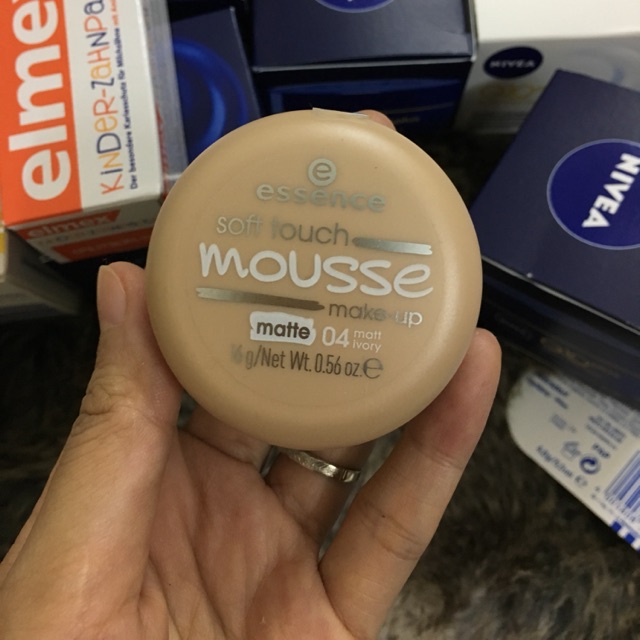 elmex
KINDER-ZAHNPA
elmex
NIVEA
NIVEA
e
essence
soft touch
mousse
make-up
matte 04 matt
ivory
16 g/Net Wt. 0.56 oz. e